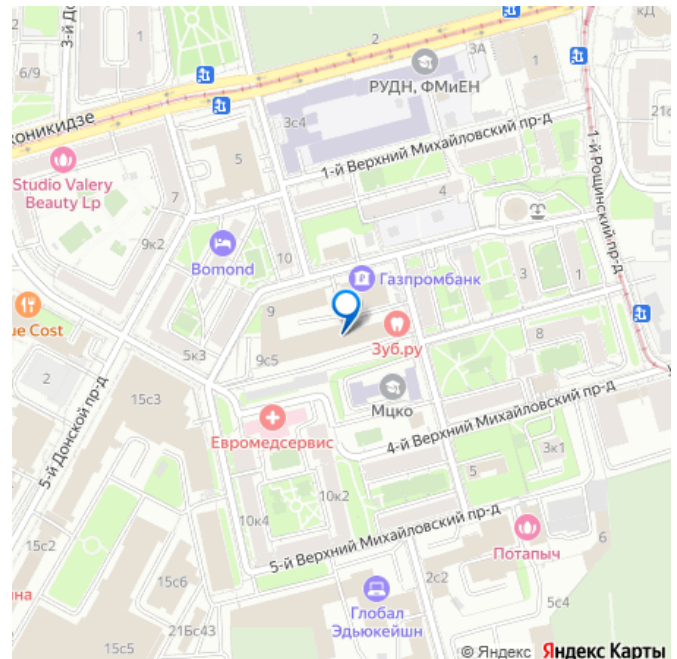 3-й Д
1
2
кД
6/9
3А
РУДН, ФМиЕН
1
21с
коникидзе
3с4
1-й Верхний Михайловский пр-д
1-й Рощинский пр-д
5
Studio Valery
Beauty Lp
7
4
9к2
Bomond
10
Газпромбанк
3
1
ue Cost
9
Зуб.ру
8
5к3
9с5
2
15с3
Мцко
5-й Донской пр-д
Евромедсервис
4-й Верхний Михайловский пр-д
3к1
5
10к2
10к4
5-й Верхний Михайловский пр-д
15с2
Потапыч
6
15с6
2с2
ина
Глобал
Эдьюкейшн
5с4
21Бс43
15с5
© Яндекс Яндекс Карты